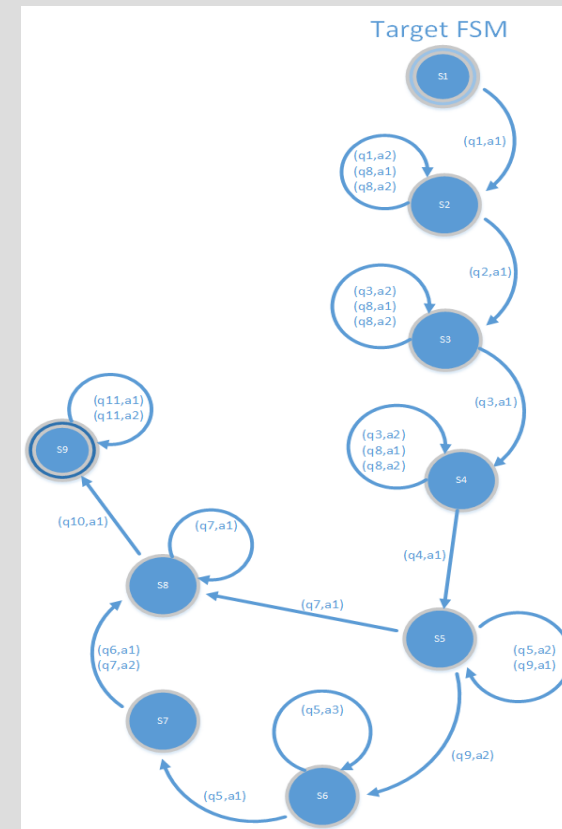 Target FSM
S1
(q1,a1)
(q1,a2)
(q8,a1)
(q8,a2)
S2
(q2,a1)
(q3,a2)
(q8,a1)
(q8,a2)
S3
(q3,a1)
(q11,a1)
(q11,a2)
S9
(q3,a2)
(q8,a1)
(q8,a2)
S4
(q10,a1)
(q7,a1)
(q4,a1)
S8
(q7,a1)
S5
(q5,a2)
(q9,a1)
(q6,a1)
(q7,a2)
S7
(q5,a3)
(q9,a2)
(q5,a1)
S6